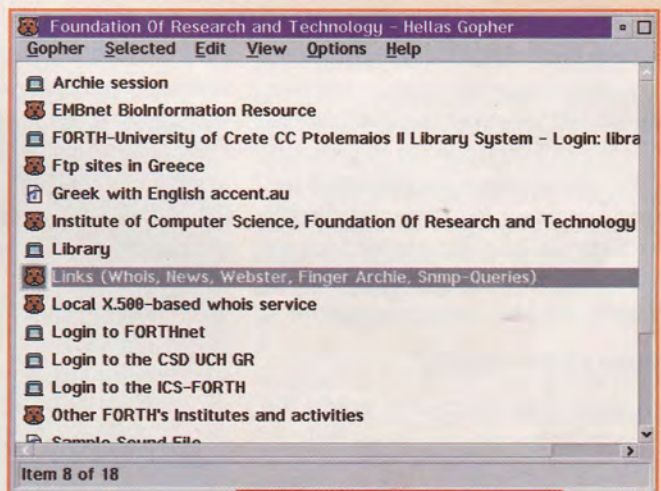 Foundation Of Research and Technology - Hellas Gopher
Gopher Selected Edit View Options Help
Archie session
EMBnet BioInformation Resource
FORTH-University of Crete CC Ptolemaios II Library System - Login: libra
Ftp sites in Greece
Greek with English accent.au
Institute of Computer Science, Foundation Of Research and Technology
Library
Links (Whois, News, Webster, Finger Archie, Snmp-Queries)
Local X.500-based whois service
Login to FORTHnet
Login to the CSD UCH GR
Login to the ICS-FORTH
Other FORTH's Institutes and activities
Sample Sound File
Item 8 of 18